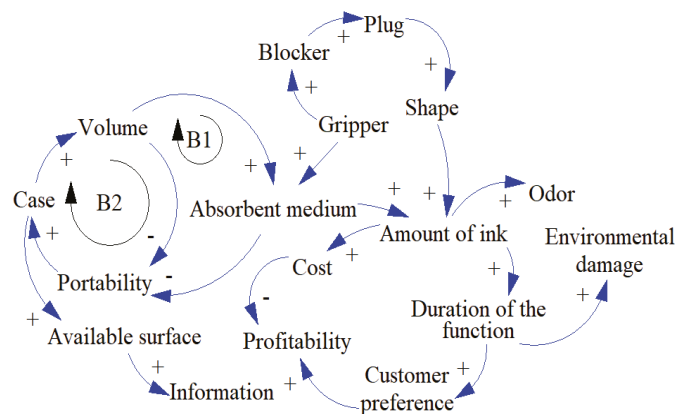 Plug
+
Blocker
+
+
Shape
Volume
B1
Gripper
+
+
+
Case
B2
Absorbent medium
+
+
Odor
+
+
Amount of ink
Environmental
damage
-
-
Portability
Cost
+
+
+
+
Available surface
-
Profitability
Duration of the
function
+
Information
+
Customer
preference
+